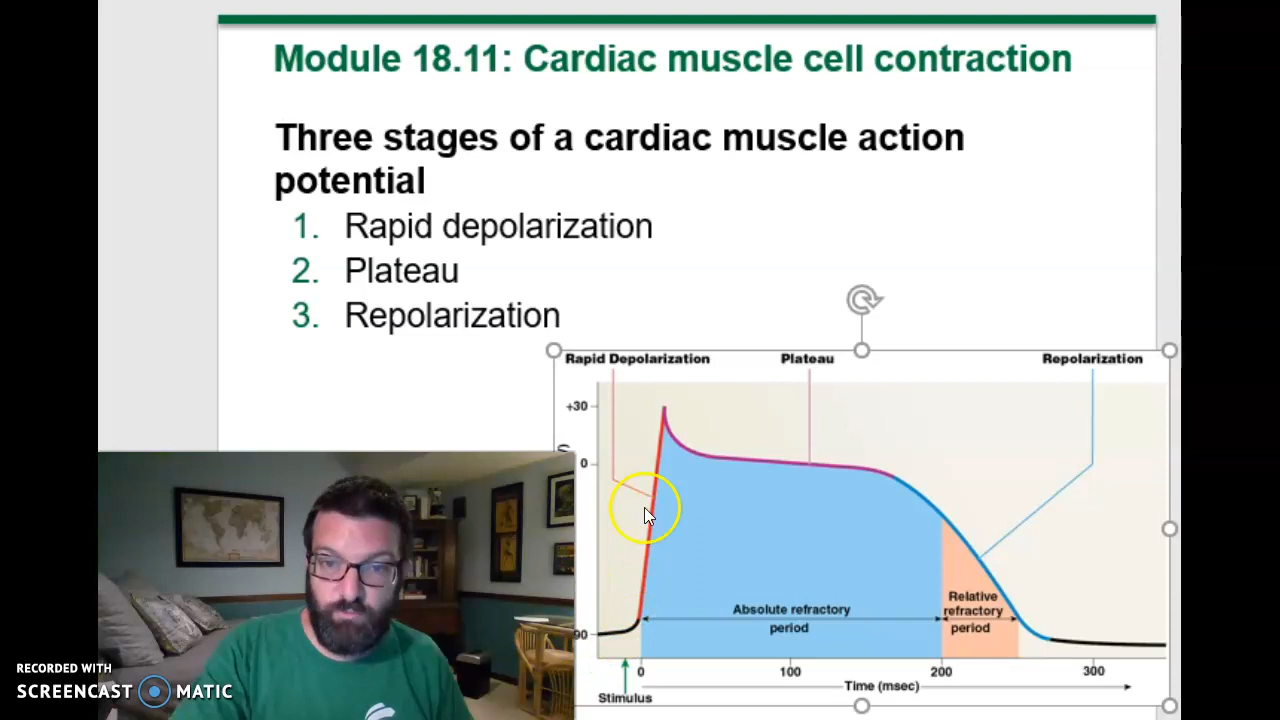 Module 18.11: Cardiac muscle cell contraction
Three stages of a cardiac muscle action
potential
1. Rapid depolarization
2. Plateau
3. Repolarization
Rapid Depolarization
Plateau
Repolarization
+30
0
90
Absolute refractory
period
Relative
refractory
period
0
100
200
300
Time (msec)
Stimulus
RECORDED WITH
SCREENCAST MATIC